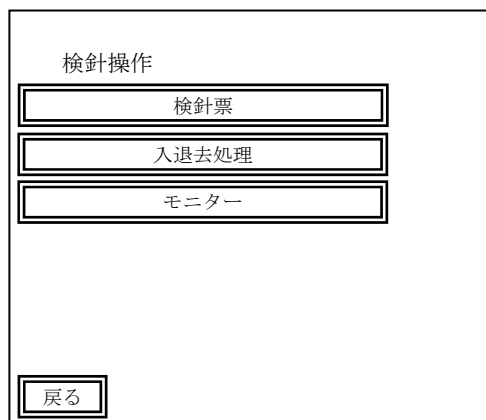 検針操作
検針票
入退去処理
モニター
戻る